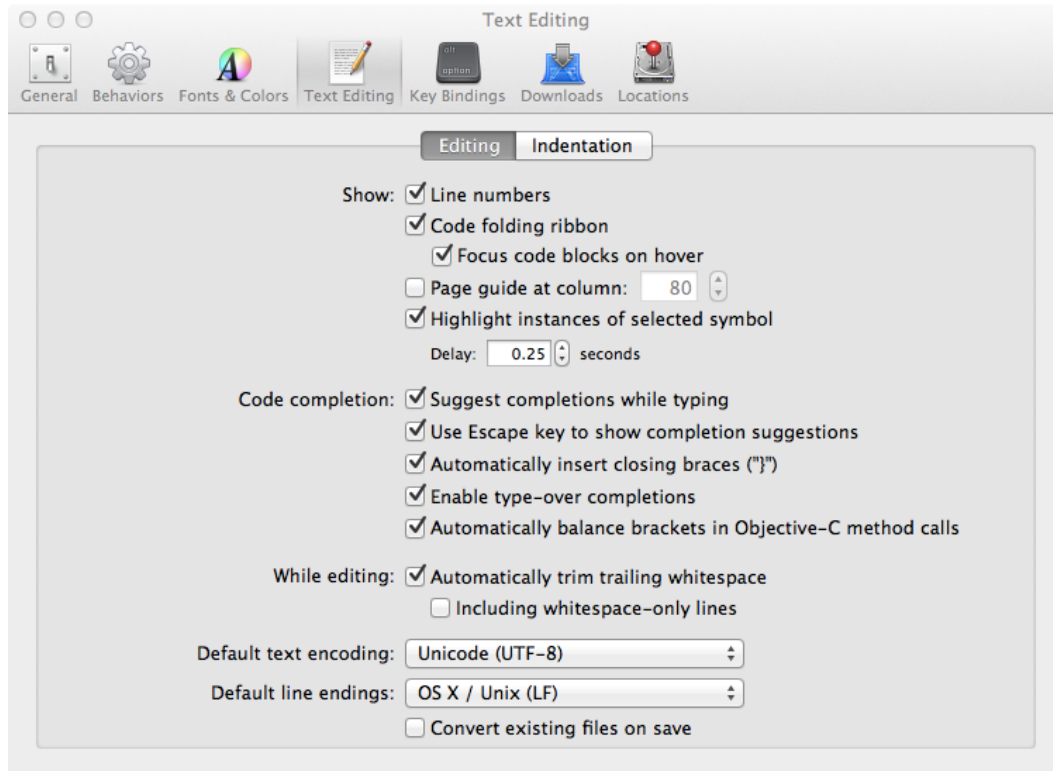 Text Editing
alt
option
General Behaviors Fonts & Colors Text Editing Key Bindings Downloads Locations
Editing Indentation
Show: Line numbers
Code folding ribbon
Focus code blocks on hover
Page guide at column: 80
Highlight instances of selected symbol
Delay: 0.25 seconds
Code completion: Suggest completions while typing
Use Escape key to show completion suggestions
Automatically insert closing braces ("}")
Enable type-over completions
Automatically balance brackets in Objective-C method calls
While editing: Automatically trim trailing whitespace
Including whitespace-only lines
Default text encoding: Unicode (UTF-8)
Default line endings: OS X / Unix (LF)
Convert existing files on save